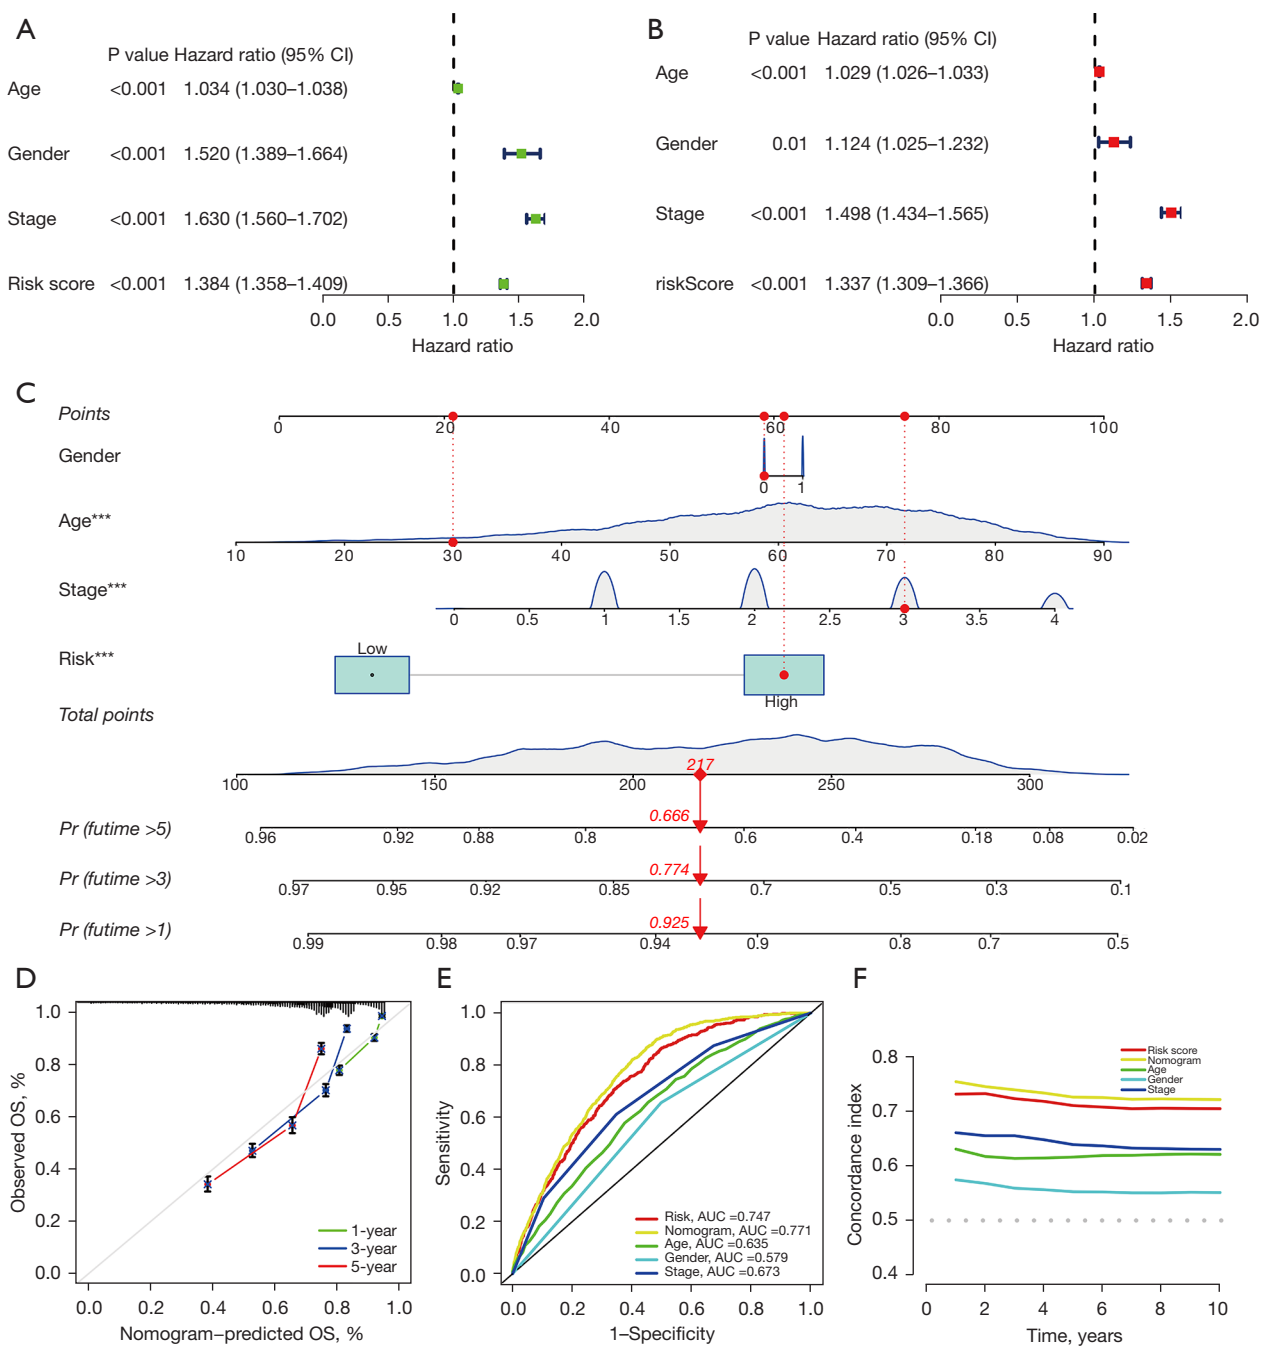 A
P value Hazard ratio (95% CI)
Age <0.001 1.034 (1.030–1.038)
Gender <0.001 1.520 (1.389–1.664)
Stage <0.001 1.630 (1.560–1.702)
Risk score <0.001 1.384 (1.358–1.409)
0.0 0.5 1.0 1.5 2.0
Hazard ratio
B
P value Hazard ratio (95% CI)
Age <0.001 1.029 (1.026–1.033)
Gender 0.01 1.124 (1.025–1.232)
Stage <0.001 1.498 (1.434–1.565)
riskScore <0.001 1.337 (1.309–1.366)
0.0 0.5 1.0 1.5 2.0
Hazard ratio
C
Points
0 20 40 60 80 100
Gender
0 1
Age***
10 20 30 40 50 60 70 80 90
Stage***
0 0.5 1 1.5 2 2.5 3 3.5 4
Risk***
Low
High
Total points
217
100 150 200 250 300
0.666
Pr (futime >5)
0.96 0.92 0.88 0.8 0.6 0.4 0.18 0.08 0.02
0.774
Pr (futime >3)
0.97 0.95 0.92 0.85 0.7 0.5 0.3 0.1
0.925
Pr (futime >1)
0.99 0.98 0.97 0.94 0.9 0.8 0.7 0.5
D
Observed OS, %
1.0
0.8
0.6
0.4
0.2
0.0
1-year
3-year
5-year
0.0 0.2 0.4 0.6 0.8 1.0
Nomogram–predicted OS, %
E
Sensitivity
1.0
0.8
0.6
0.4
0.2
0.0
Risk, AUC =0.747
Nomogram, AUC =0.771
Age, AUC =0.635
Gender, AUC =0.579
Stage, AUC =0.673
0.0 0.2 0.4 0.6 0.8 1.0
1–Specificity
F
Concordance index
0.8
0.7
0.6
0.5
0.4
Risk score
Nomogram
Age
Gender
Stage
0 2 4 6 8 10
Time, years